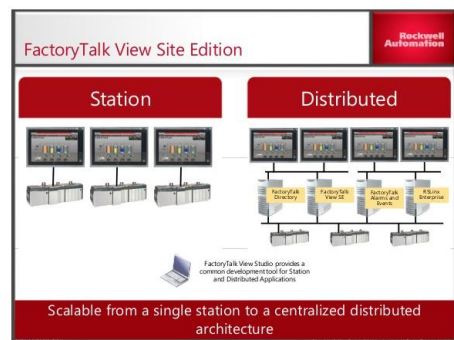 FactoryTalk View Site Edition
Rockwell
Automation
Station
Distributed
FactoryTalk
Directory
FactoryTalk
View SE
FactoryTalk
Alarms and
Events
RSLinx
Enterprise
FactoryTalk View Studio provides a
common development tool for Station
and Distributed Applications
Scalable from a single station to a centralized distributed
architecture